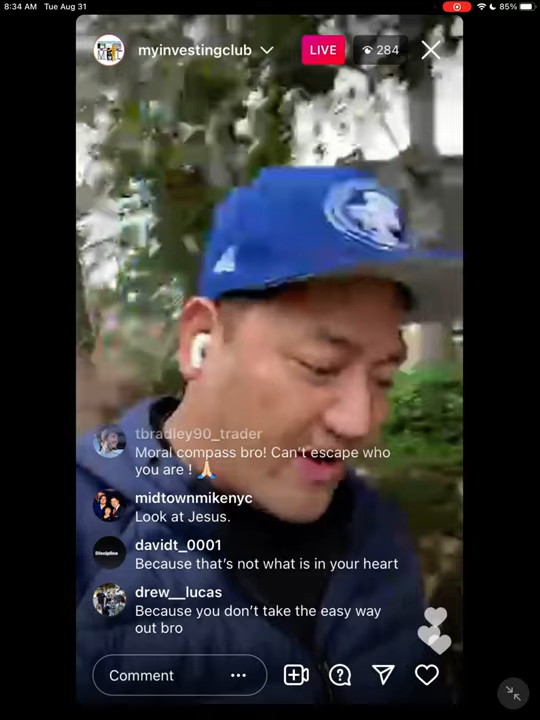 8:34 AM Tue Aug 31
85%
myinvestingclub
LIVE
284
tbradley90_trader
Moral compass bro! Can't escape who
you are ! 🙏
midtownmikenyc
Look at Jesus.
Discipline
davidt_0001
Because that's not what is in your heart
drew__lucas
Because you don't take the easy way
out bro
Comment